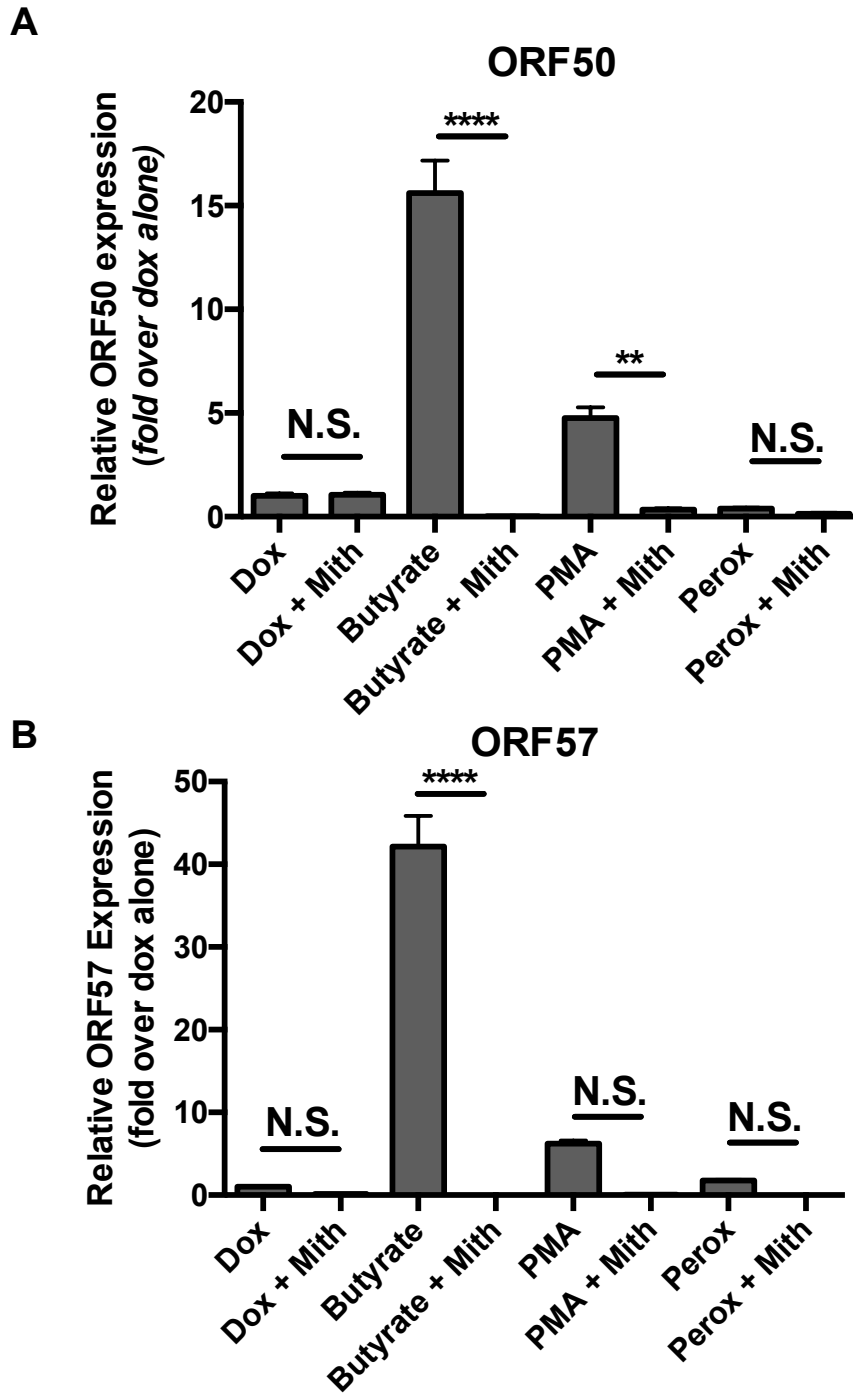 A
ORF50
Relative ORF50 expression
(fold over dox alone)
20
15
10
5
0
N.S.
****
**
N.S.
Dox
Dox + Mith
Butyrate
Butyrate + Mith
PMA
PMA + Mith
Perox
Perox + Mith
B
ORF57
Relative ORF57 Expression
(fold over dox alone)
50
40
30
20
10
0
N.S.
****
N.S.
N.S.
Dox
Dox + Mith
Butyrate
Butyrate + Mith
PMA
PMA + Mith
Perox
Perox + Mith